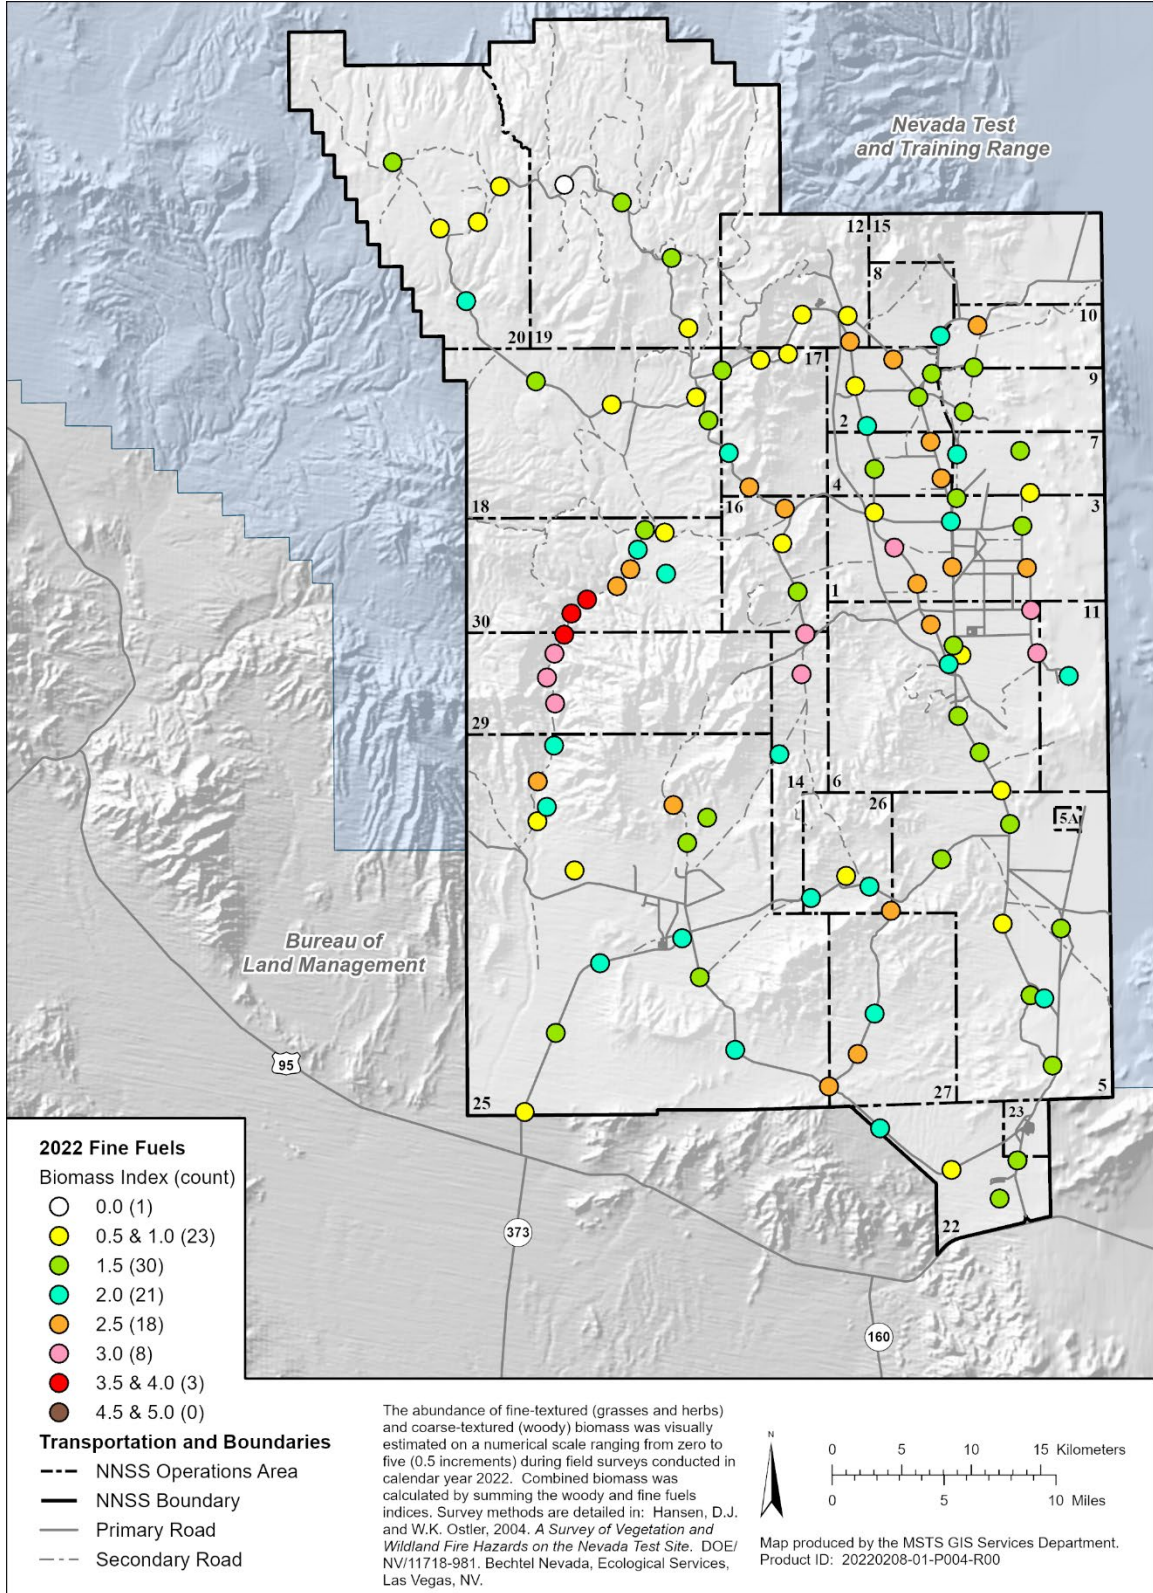 Nevada Test
and Training Range
12
15
8
10
20
19
17
9
2
7
4
18
16
3
1
30
11
29
14
6
26
5A
Bureau of
Land Management
95
25
27
5
23
22
373
160
2022 Fine Fuels
Biomass Index (count)
0.0 (1)
0.5 & 1.0 (23)
1.5 (30)
2.0 (21)
2.5 (18)
3.0 (8)
3.5 & 4.0 (3)
4.5 & 5.0 (0)
Transportation and Boundaries
NNSS Operations Area
NNSS Boundary
Primary Road
Secondary Road
The abundance of fine-textured (grasses and herbs)
and coarse-textured (woody) biomass was visually
estimated on a numerical scale ranging from zero to
five (0.5 increments) during field surveys conducted in
calendar year 2022. Combined biomass was
calculated by summing the woody and fine fuels
indices. Survey methods are detailed in: Hansen, D.J.
and W.K. Ostler, 2004. A Survey of Vegetation and
Wildland Fire Hazards on the Nevada Test Site. DOE/
NV/11718-981. Bechtel Nevada, Ecological Services,
Las Vegas, NV.
N
0 5 10 15 Kilometers
0 5 10 Miles
Map produced by the MSTS GIS Services Department.
Product ID: 20220208-01-P004-R00